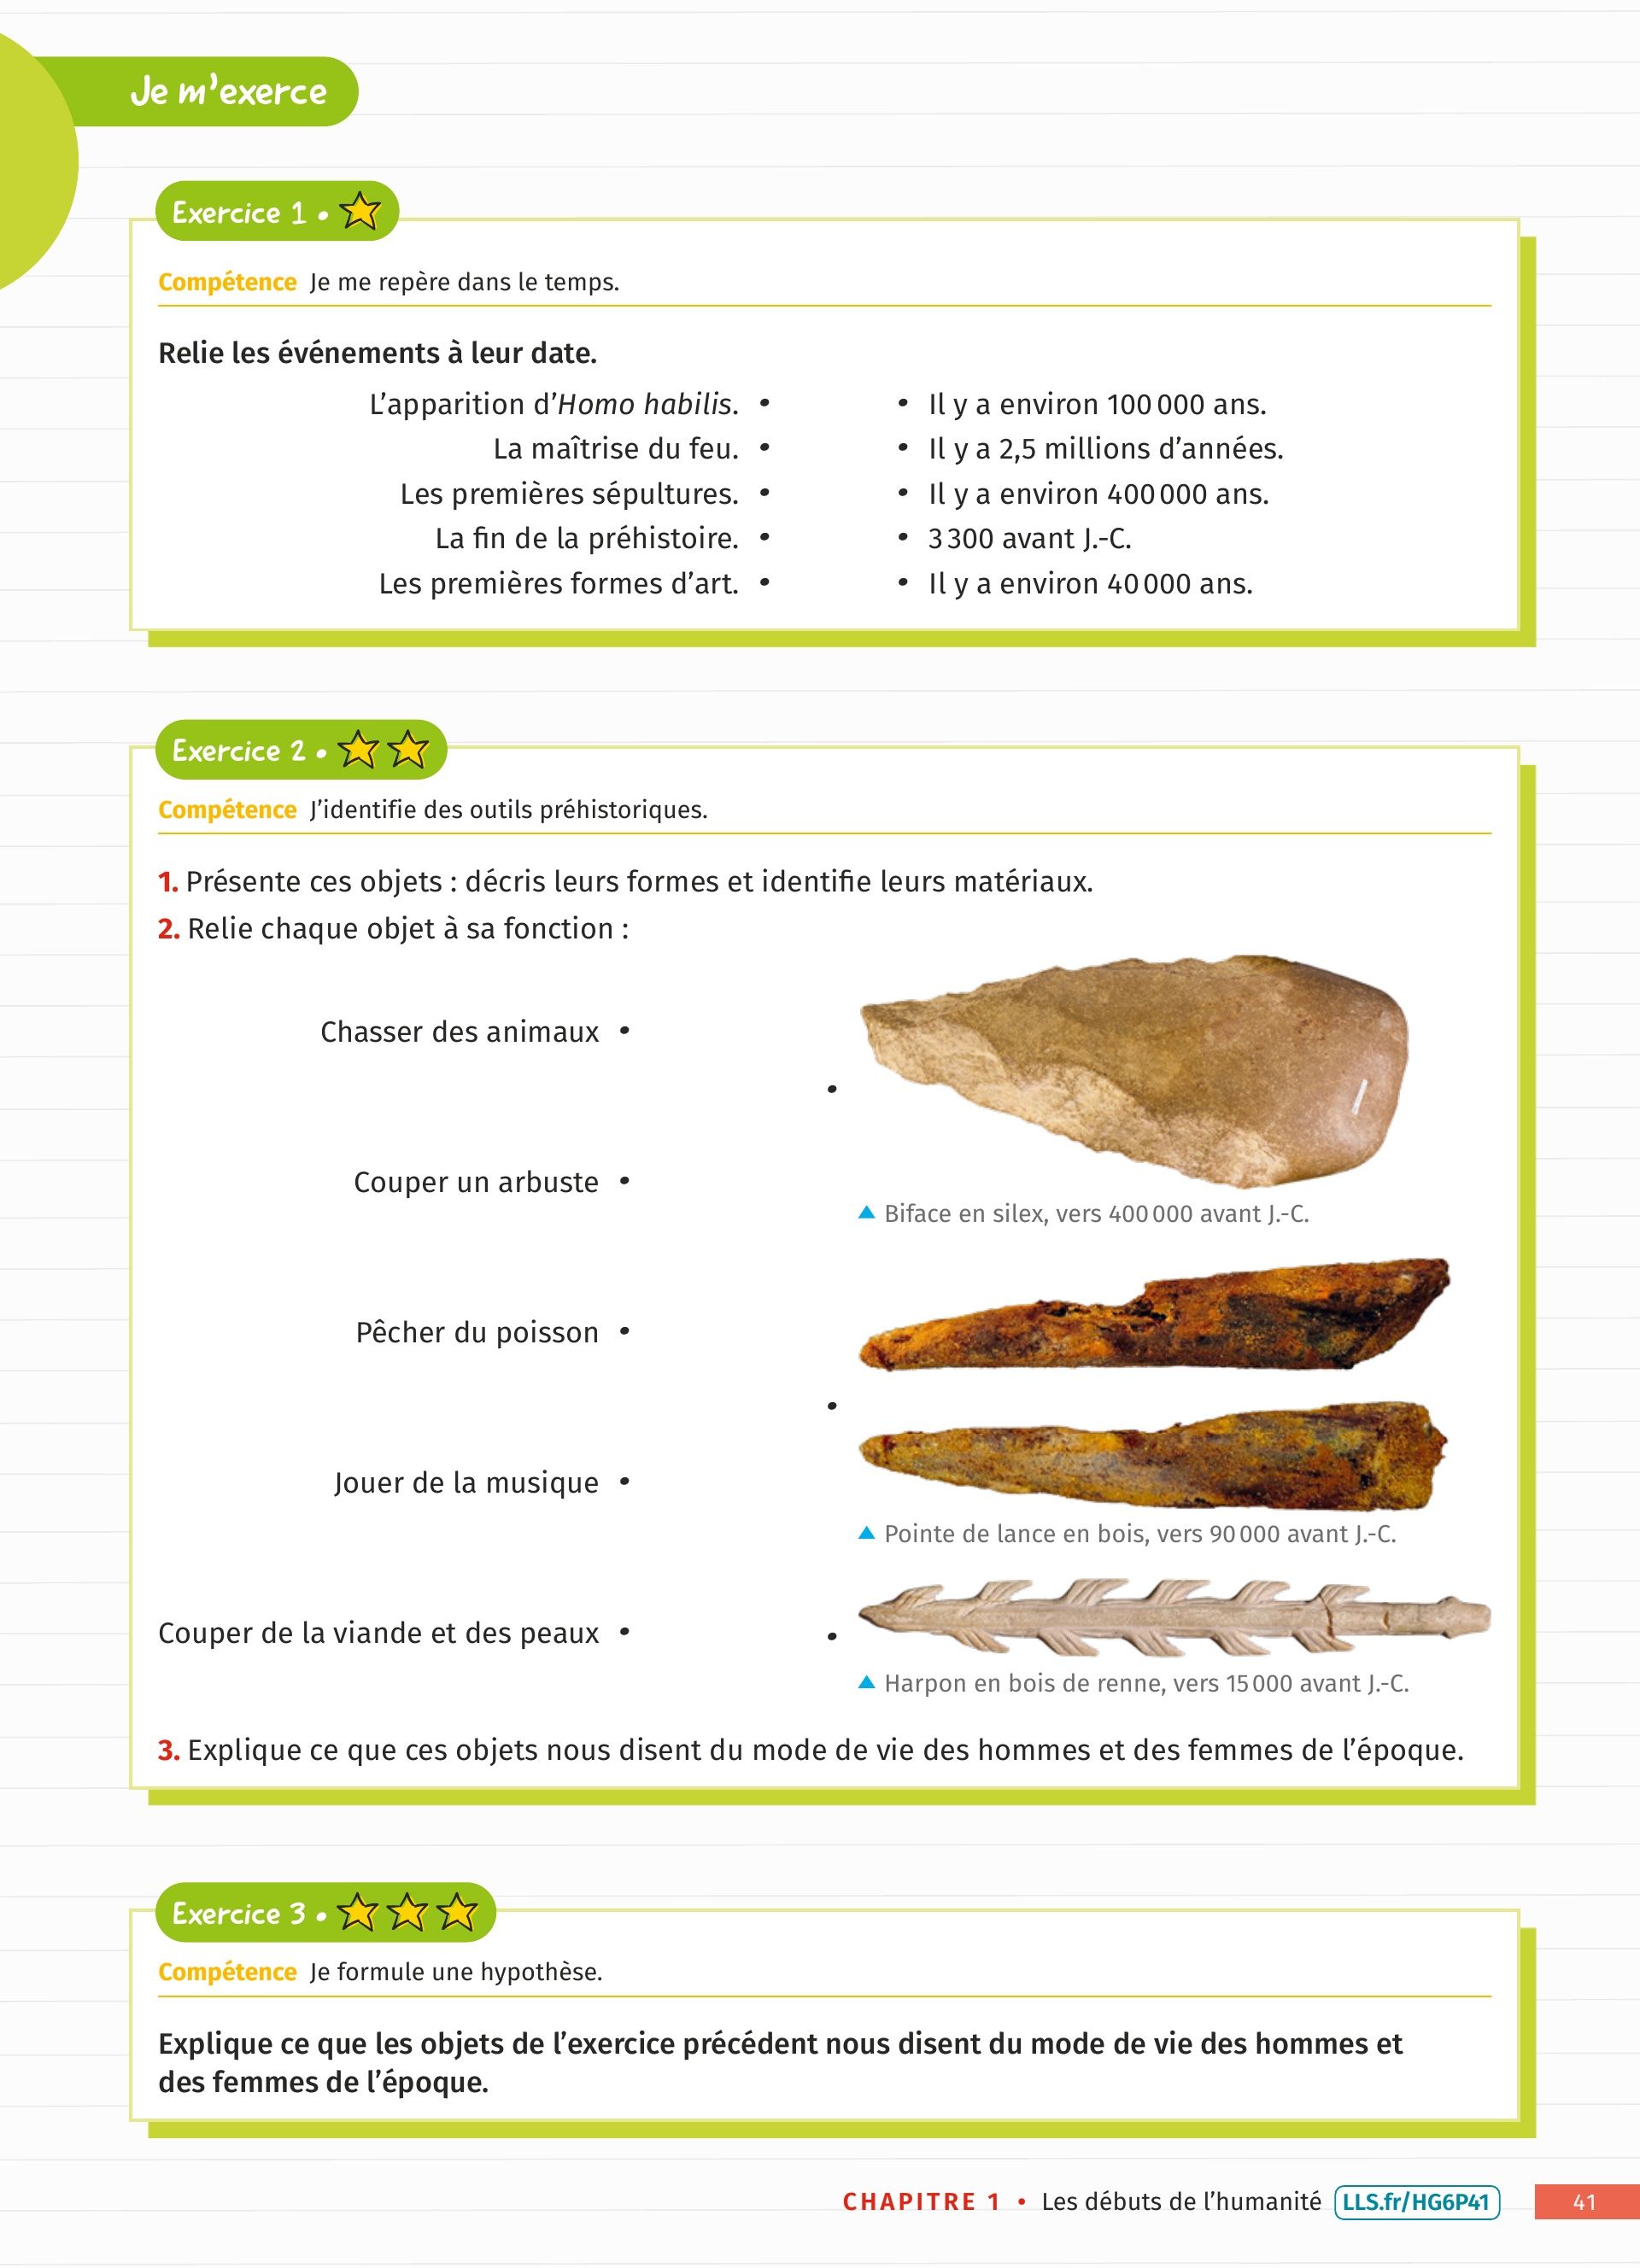 Je m'exerce
Exercice 1 •
Compétence Je me repère dans le temps.
Relie les événements à leur date.
L'apparition d'Homo habilis. • • Il y a environ 100 000 ans.
La maîtrise du feu. • • Il y a 2,5 millions d'années.
Les premières sépultures. • • Il y a environ 400 000 ans.
La fin de la préhistoire. • • 3 300 avant J.-C.
Les premières formes d'art. • • Il y a environ 40 000 ans.
Exercice 2 •
Compétence J'identifie des outils préhistoriques.
1. Présente ces objets : décris leurs formes et identifie leurs matériaux.
2. Relie chaque objet à sa fonction :
Chasser des animaux •
Couper un arbuste •
Pêcher du poisson •
Jouer de la musique •
Couper de la viande et des peaux •
▲ Biface en silex, vers 400 000 avant J.-C.
▲ Pointe de lance en bois, vers 90 000 avant J.-C.
▲ Harpon en bois de renne, vers 15 000 avant J.-C.
3. Explique ce que ces objets nous disent du mode de vie des hommes et des femmes de l'époque.
Exercice 3 •
Compétence Je formule une hypothèse.
Explique ce que les objets de l'exercice précédent nous disent du mode de vie des hommes et
des femmes de l'époque.
CHAPITRE 1 • Les débuts de l'humanité LLS.fr/HG6P41 41